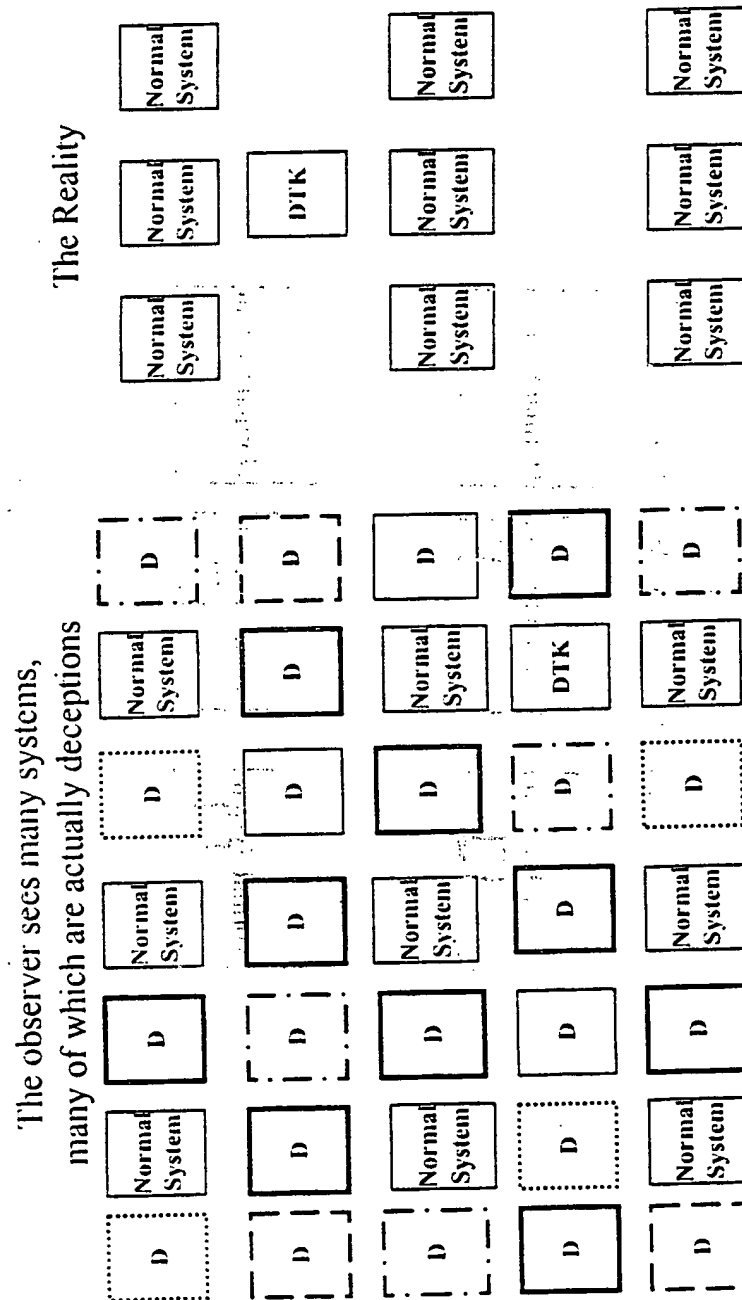 The observer sees many systems,
many of which are actually deceptions
D Normal System D Normal System D Normal System D
D D D D D D D
D Normal System D Normal System D Normal System D
D D D D D DTK D
D Normal System D Normal System D Normal System D
The Reality
Normal System Normal System Normal System
DTK
Normal System Normal System Normal System
Normal System Normal System Normal System